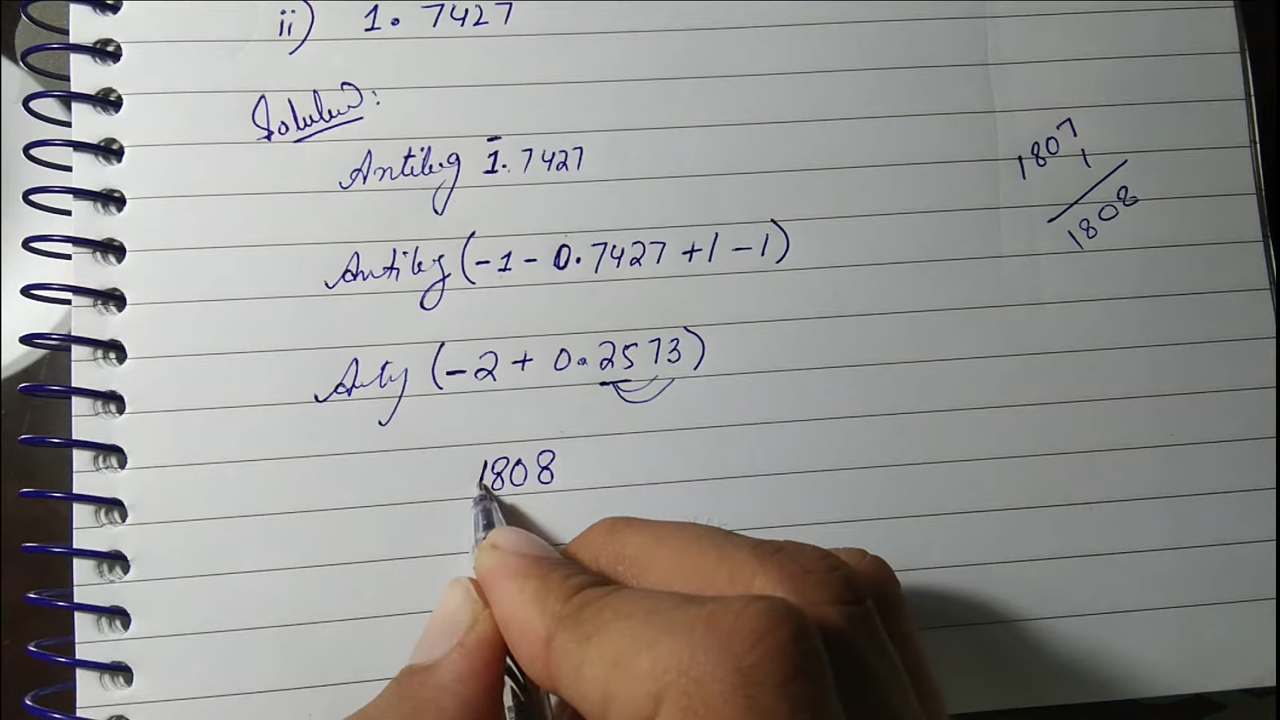 ii) 1.7427
Solution:
Antilog 1̄.7427
Antilog (-1-0.7427+1-1)
Antilog (-2+0.2573)
1808
1807
1
1808